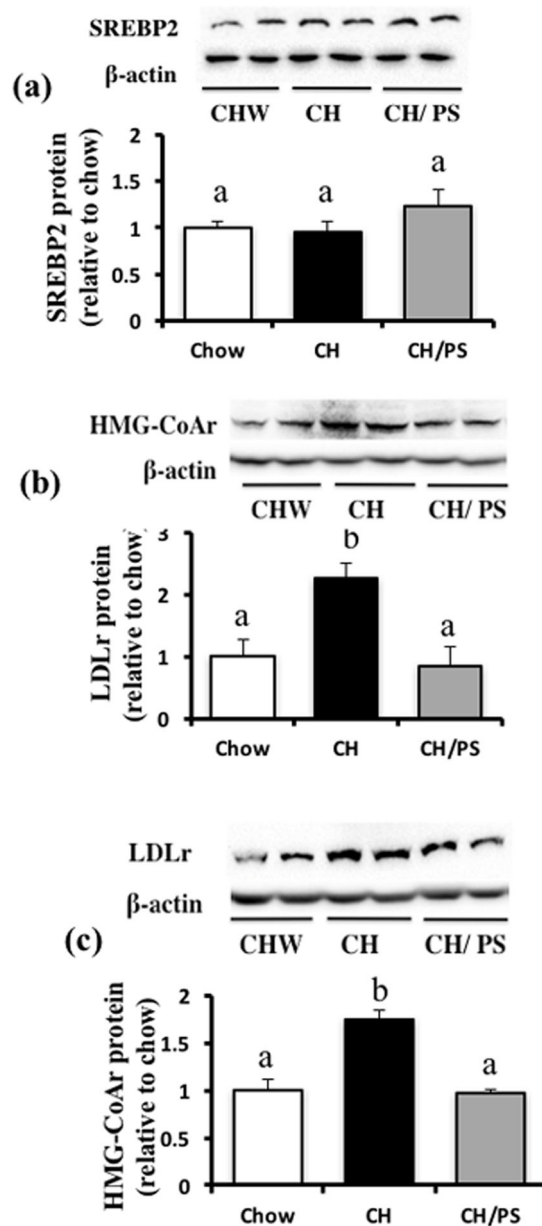 SREBP2
β-actin
(a)
CHW CH CH/ PS
SREBP2 protein
(relative to chow)
2
1.5
1
0.5
0
a a a
Chow CH CH/PS
HMG-CoAr
β-actin
(b)
CHW CH CH/ PS
LDLr protein
(relative to chow)
3
2
1
0
a b a
Chow CH CH/PS
LDLr
β-actin
(c)
CHW CH CH/ PS
HMG-CoAr protein
(relative to chow)
2
1.5
1
0.5
0
a b a
Chow CH CH/PS